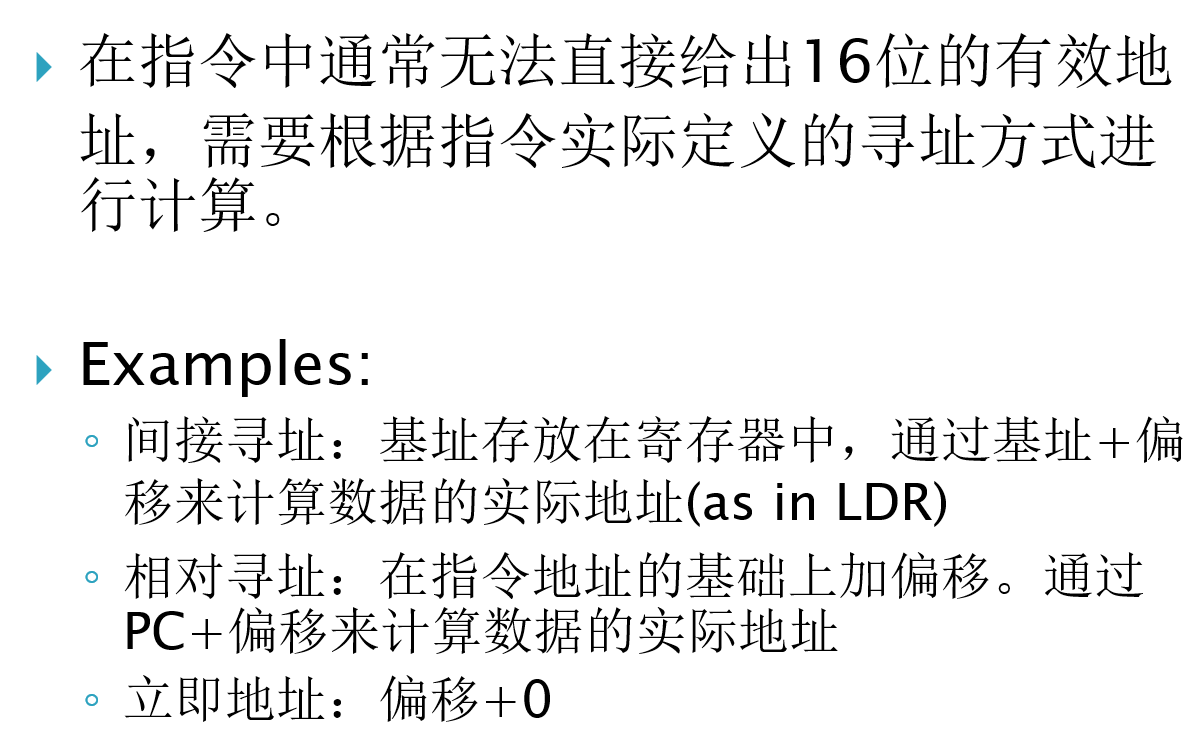 在指令中通常无法直接给出16位的有效地
址，需要根据指令实际定义的寻址方式进
行计算。
Examples:
间接寻址：基址存放在寄存器中，通过基址+偏
移来计算数据的实际地址(as in LDR)
相对寻址：在指令地址的基础上加偏移。通过
PC+偏移来计算数据的实际地址
立即地址：偏移+0